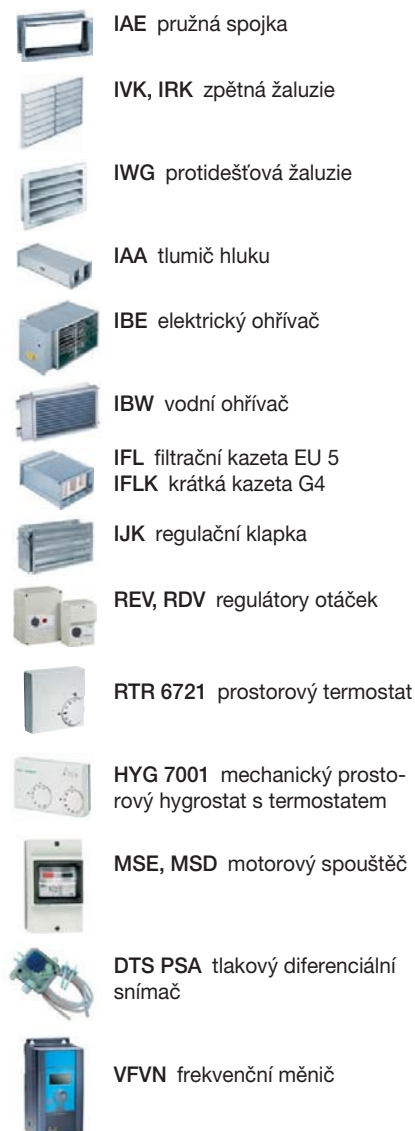 IAE pružná spojka
IVK, IRK zpětná žaluzie
IWG protidešťová žaluzie
IAA tlumič hluku
IBE elektrický ohřívač
IBW vodní ohřívač
IFL filtrační kazeta EU 5
IFLK krátká kazeta G4
IJK regulační klapka
REV, RDV regulátory otáček
RTR 6721 prostorový termostat
HYG 7001 mechanický prosto-
rový hygrostat s termostatem
MSE, MSD motorový spouštěč
DTS PSA tlakový diferenciální
snímač
VFVN frekvenční měnič